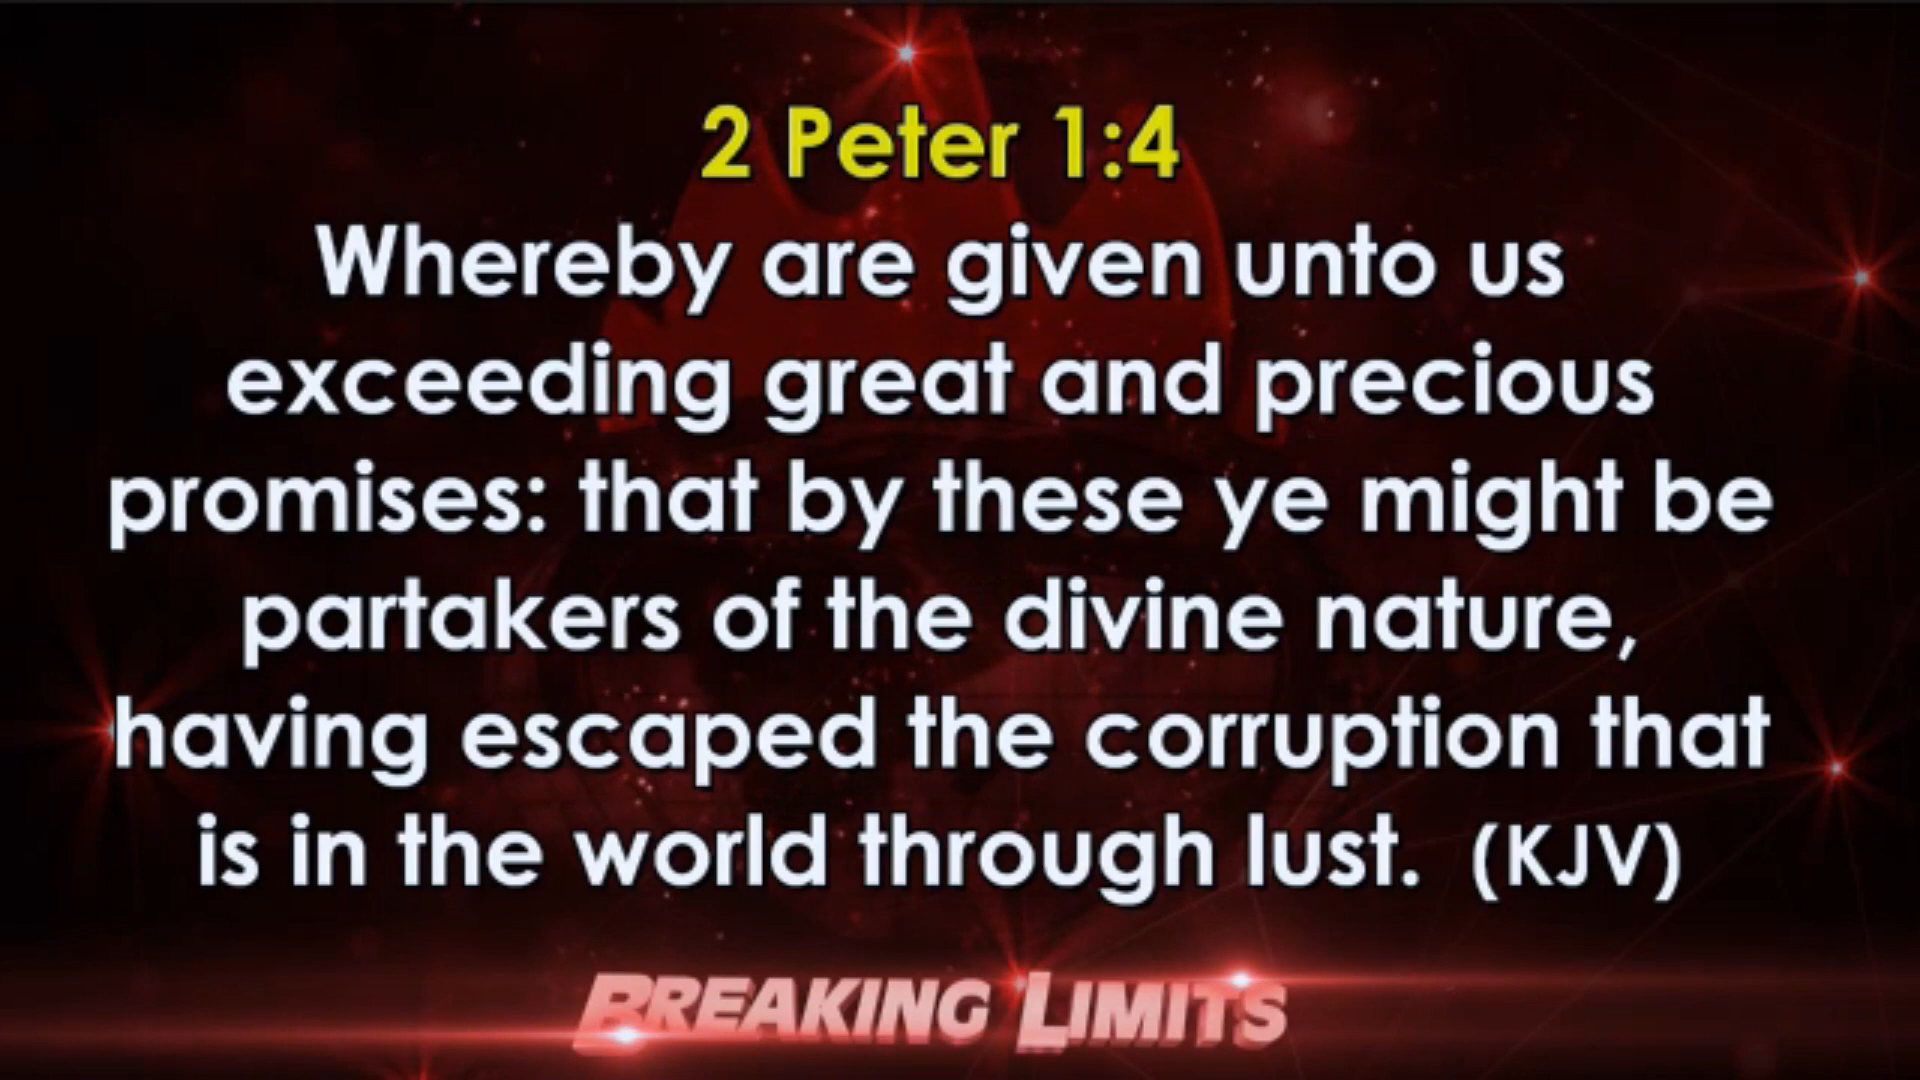 2 Peter 1:4
Whereby are given unto us
exceeding great and precious
promises: that by these ye might be
partakers of the divine nature,
having escaped the corruption that
is in the world through lust. (KJV)
BREAKING LIMITS